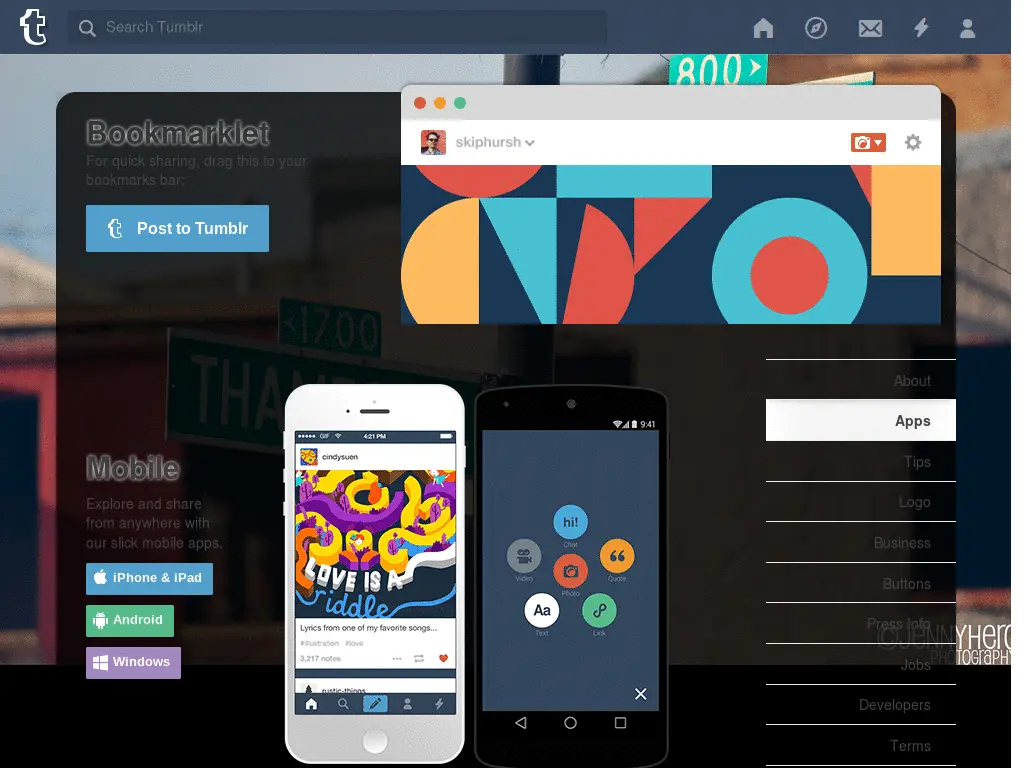 Search Tumblr
800
Bookmarklet
For quick sharing, drag this to your
bookmarks bar:
Post to Tumblr
skiphursh
1700
THAM
About
Apps
Tips
Logo
Business
Buttons
Press Info
Jobs
Developers
Terms
Mobile
Explore and share
from anywhere with
our slick mobile apps.
iPhone & iPad
Android
Windows
GIF
4:21 PM
cindysuen
LOVE IS A
riddle
Lyrics from one of my favorite songs...
#illustration #love
3,217 notes
rustic-things
9:41
hi!
Chat
Video
Quote
Photo
Aa
Text
Link
©JennyHero
PHOTOGRAPHY